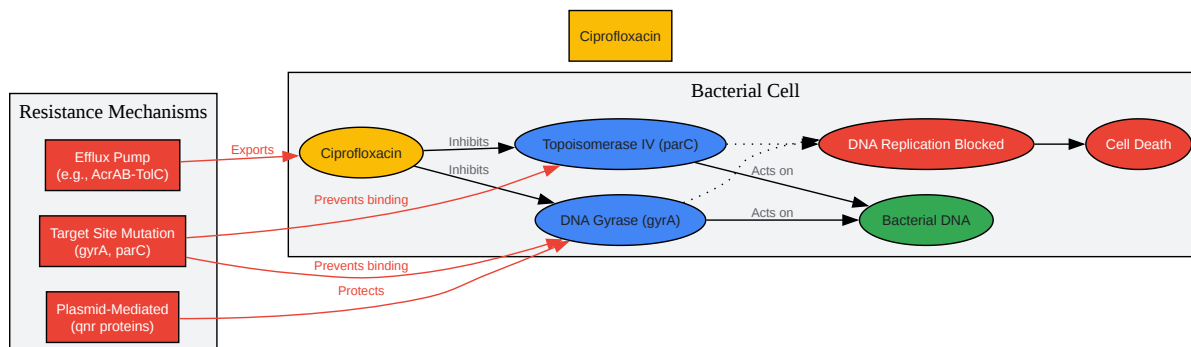 Ciprofloxacin
Bacterial Cell
Resistance Mechanisms
Efflux Pump
(e.g., AcrAB-TolC)
Exports
Ciprofloxacin
Inhibits
Inhibits
Topoisomerase IV (parC)
DNA Replication Blocked
Cell Death
Acts on
Prevents binding
Target Site Mutation
(gyrA, parC)
DNA Gyrase (gyrA)
Acts on
Bacterial DNA
Prevents binding
Protects
Plasmid-Mediated
(qnr proteins)